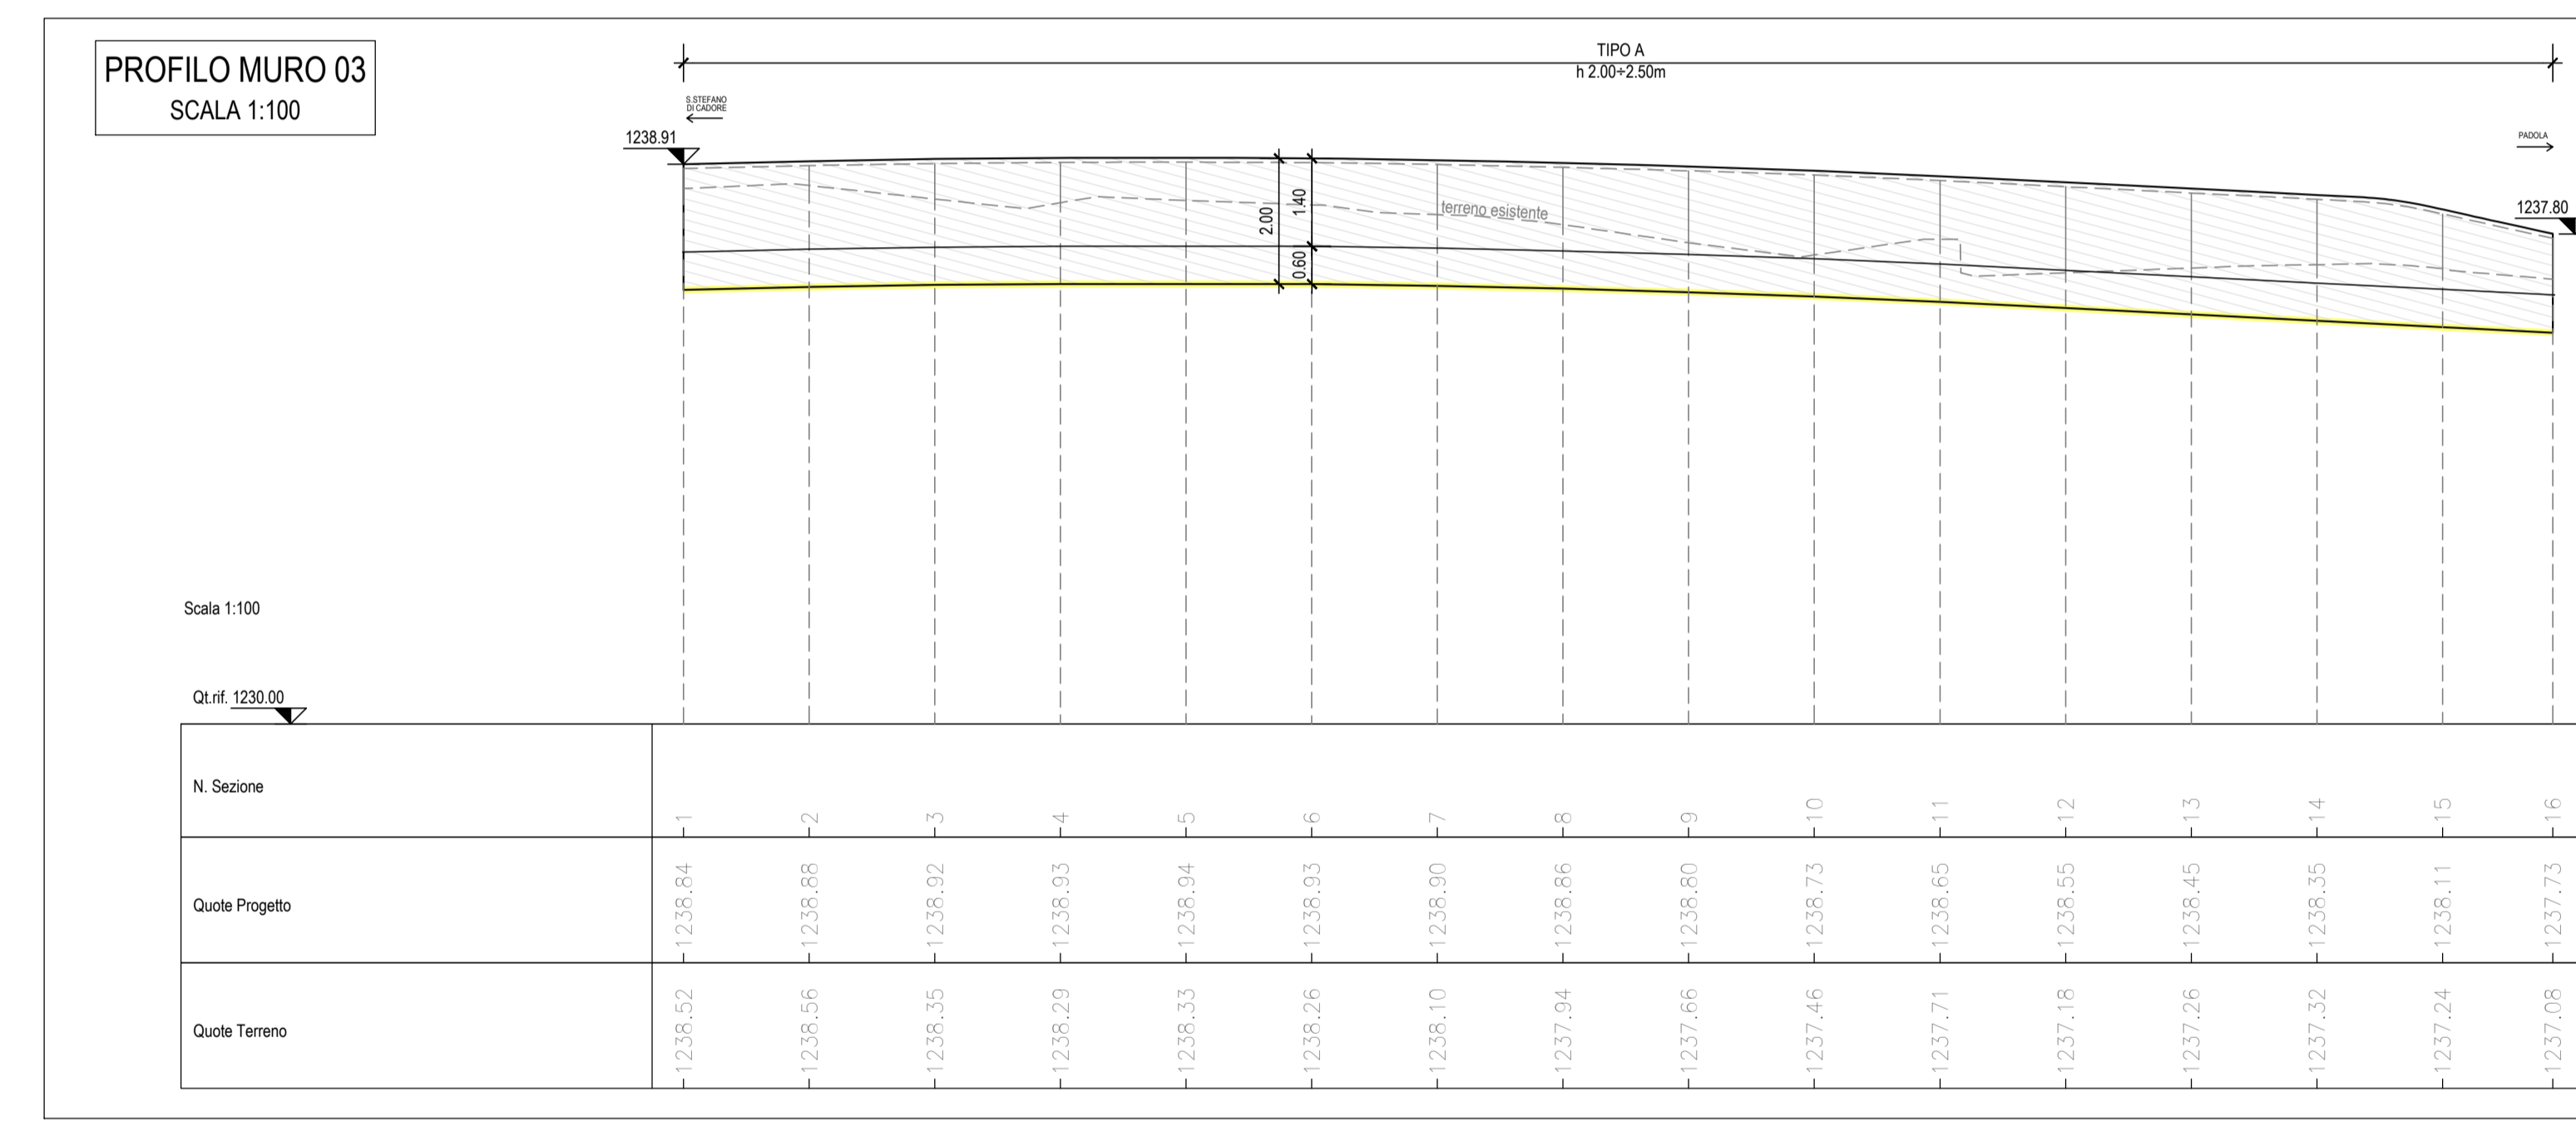 PROFILO MURO 03
SCALA 1:100
TIPO A
h 2.00÷2.50m
S.STEFANO
DI CADORE
PADOLA
1238.91
1237.80
2.00
1.40
0.60
terreno esistente
Scala 1:100
Qt.rif. 1230.00
N. Sezione
1 2 3 4 5 6 7 8 9 10 11 12 13 14 15 16
Quote Progetto
1238.84 1238.88 1238.92 1238.93 1238.94 1238.93 1238.90 1238.86 1238.80 1238.73 1238.65 1238.55 1238.45 1238.35 1238.11 1237.73
Quote Terreno
1238.52 1238.56 1238.35 1238.29 1238.33 1238.26 1238.10 1237.94 1237.66 1237.46 1237.71 1237.18 1237.26 1237.32 1237.24 1237.08